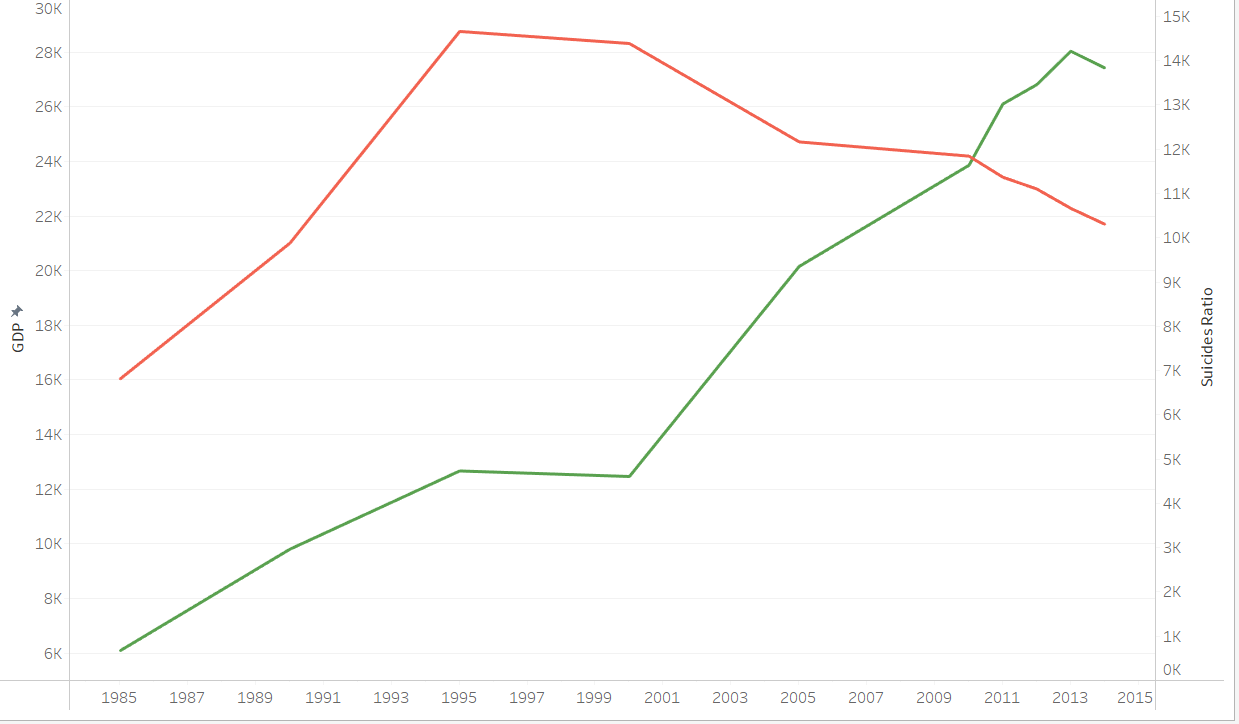 30K
28K
26K
24K
22K
20K
18K
16K
14K
12K
10K
8K
6K
GDP
15K
14K
13K
12K
11K
10K
9K
8K
7K
6K
5K
4K
3K
2K
1K
0K
Suicides Ratio
1985 1987 1989 1991 1993 1995 1997 1999 2001 2003 2005 2007 2009 2011 2013 2015